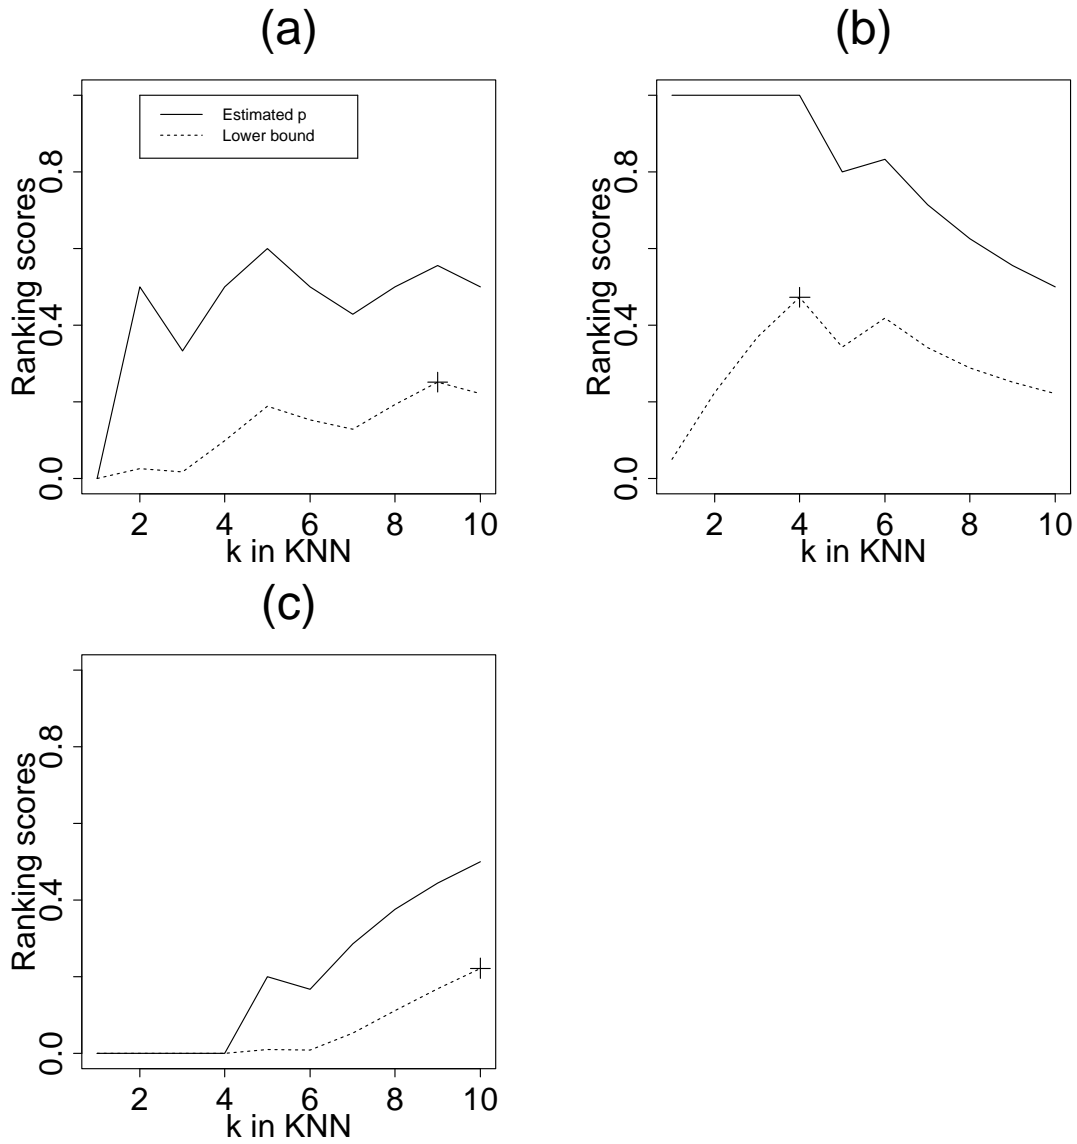 (a)
Estimated p
Lower bound
Ranking scores
0.0 0.4 0.8
2 4 6 8 10
k in KNN
(b)
Ranking scores
0.0 0.4 0.8
2 4 6 8 10
k in KNN
(c)
Ranking scores
0.0 0.4 0.8
2 4 6 8 10
k in KNN